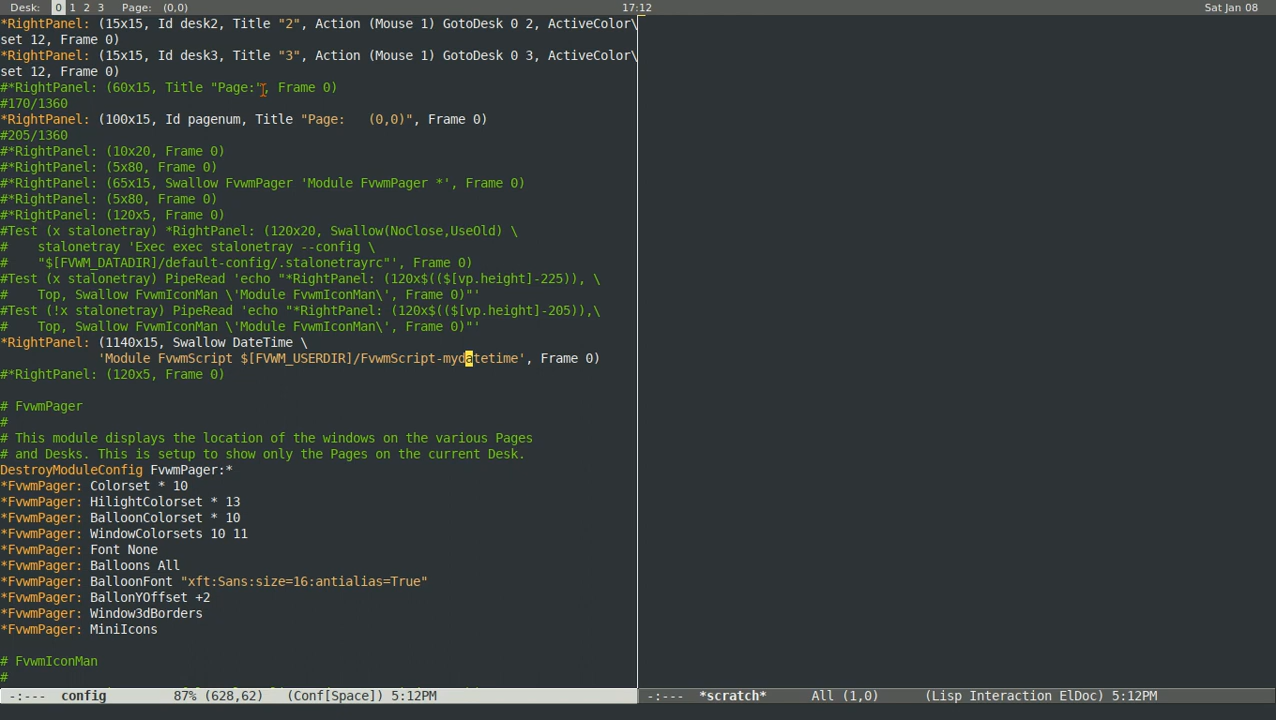 Desk: 0 1 2 3 Page: (0,0) 17:12 Sat Jan 08
*RightPanel: (15x15, Id desk2, Title "2", Action (Mouse 1) GotoDesk 0 2, ActiveColor\
set 12, Frame 0)
*RightPanel: (15x15, Id desk3, Title "3", Action (Mouse 1) GotoDesk 0 3, ActiveColor\
set 12, Frame 0)
#*RightPanel: (60x15, Title "Page:", Frame 0)
#170/1360
*RightPanel: (100x15, Id pagenum, Title "Page:   (0,0)", Frame 0)
#205/1360
#*RightPanel: (10x20, Frame 0)
#*RightPanel: (5x80, Frame 0)
#*RightPanel: (65x15, Swallow FvwmPager 'Module FvwmPager *', Frame 0)
#*RightPanel: (5x80, Frame 0)
#*RightPanel: (120x5, Frame 0)
#Test (x stalonetray) *RightPanel: (120x20, Swallow(NoClose,UseOld) \
#    stalonetray 'Exec exec stalonetray --config \
#    "$[FVWM_DATADIR]/default-config/.stalonetrayrc"', Frame 0)
#Test (x stalonetray) PipeRead 'echo "*RightPanel: (120x$(($[vp.height]-225)), \
#    Top, Swallow FvwmIconMan \'Module FvwmIconMan\', Frame 0)"'
#Test (!x stalonetray) PipeRead 'echo "*RightPanel: (120x$(($[vp.height]-205)),\
#    Top, Swallow FvwmIconMan \'Module FvwmIconMan\', Frame 0)"'
*RightPanel: (1140x15, Swallow DateTime \
             'Module FvwmScript $[FVWM_USERDIR]/FvwmScript-mydatetime', Frame 0)
#*RightPanel: (120x5, Frame 0)
# FvwmPager
#
# This module displays the location of the windows on the various Pages
# and Desks. This is setup to show only the Pages on the current Desk.
DestroyModuleConfig FvwmPager:*
*FvwmPager: Colorset * 10
*FvwmPager: HilightColorset * 13
*FvwmPager: BalloonColorset * 10
*FvwmPager: WindowColorsets 10 11
*FvwmPager: Font None
*FvwmPager: Balloons All
*FvwmPager: BalloonFont "xft:Sans:size=16:antialias=True"
*FvwmPager: BallonYOffset +2
*FvwmPager: Window3dBorders
*FvwmPager: MiniIcons
# FvwmIconMan
#
-:---  config        87% (628,62)   (Conf[Space]) 5:12PM
-:---  *scratch*      All (1,0)      (Lisp Interaction ElDoc) 5:12PM